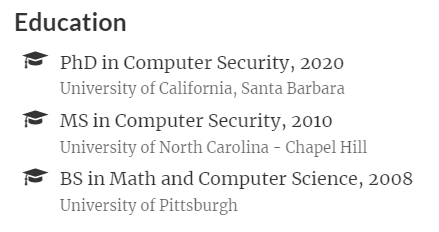 Education
PhD in Computer Security, 2020
University of California, Santa Barbara
MS in Computer Security, 2010
University of North Carolina - Chapel Hill
BS in Math and Computer Science, 2008
University of Pittsburgh